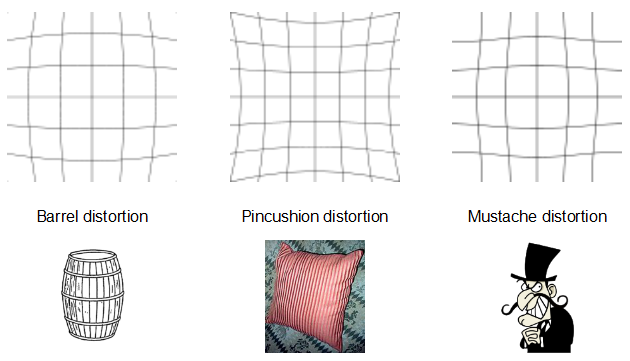 Barrel distortion
Pincushion distortion
Mustache distortion